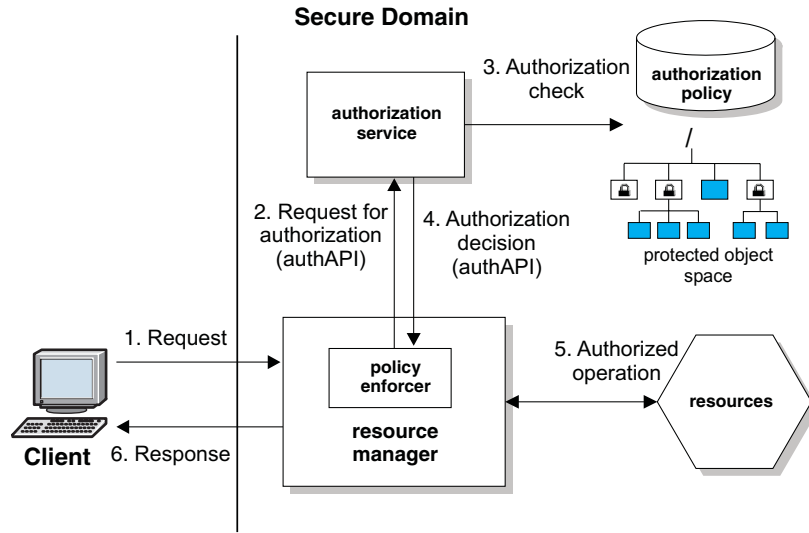 Secure Domain
authorization
service
3. Authorization
check
authorization
policy
/
2. Request for
authorization
(authAPI)
4. Authorization
decision
(authAPI)
protected object
space
1. Request
policy
enforcer
resource
manager
5. Authorized
operation
resources
Client
6. Response